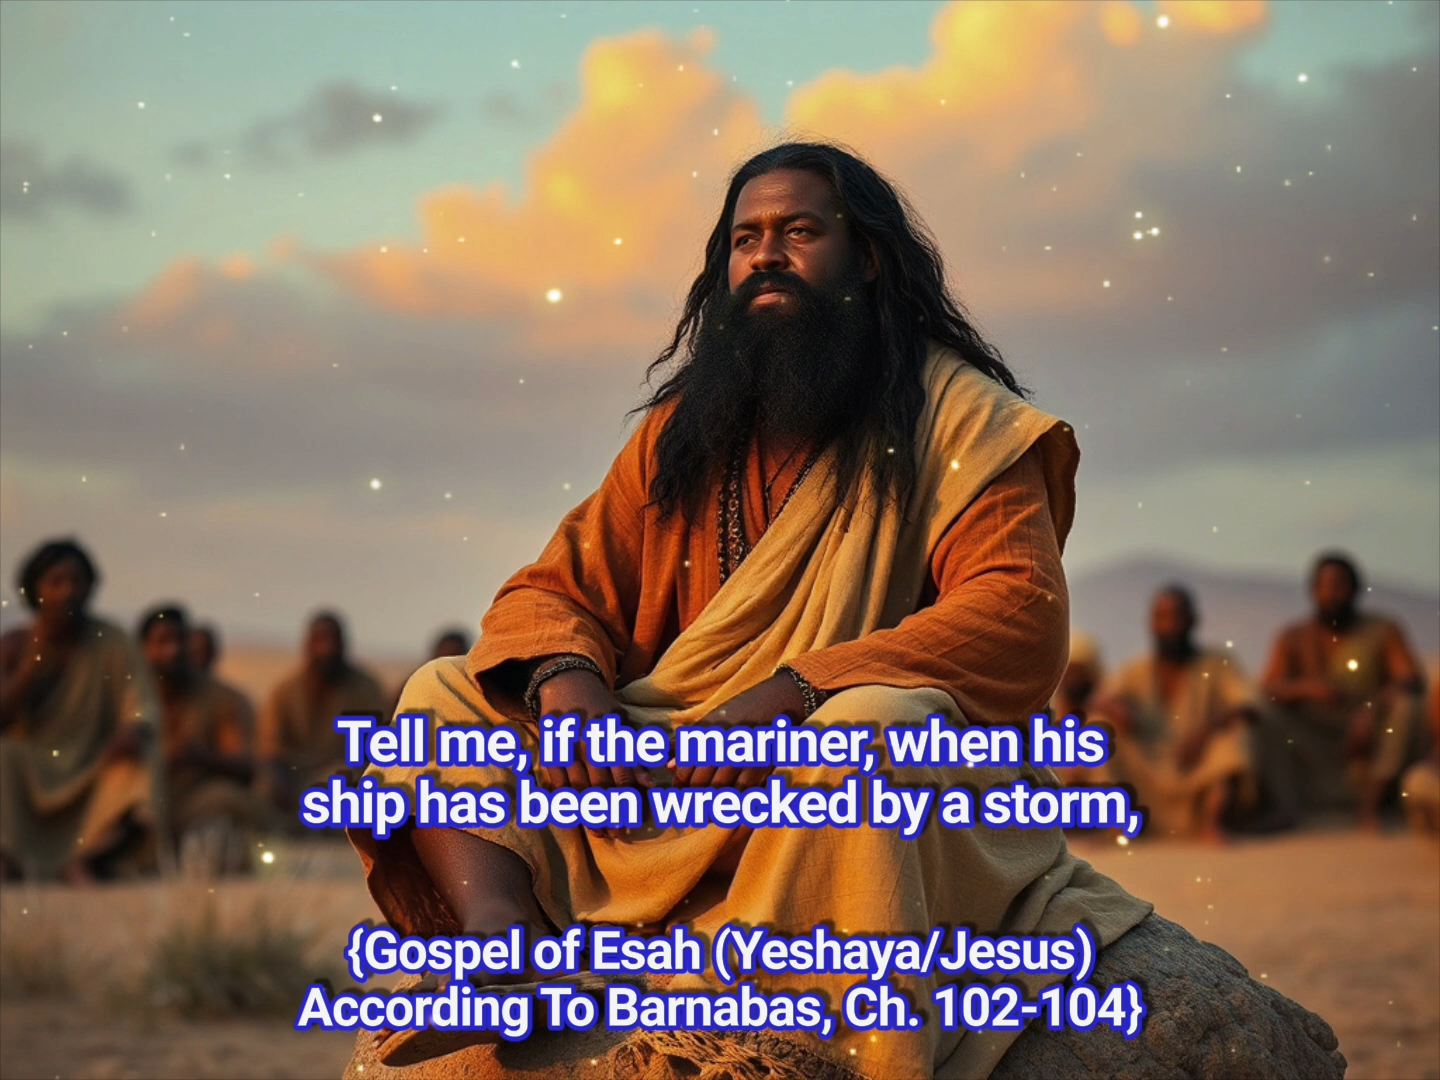 Tell me, if the mariner, when his
ship has been wrecked by a storm,
{Gospel of Esah (Yeshaya/Jesus)
According To Barnabas, Ch. 102-104}